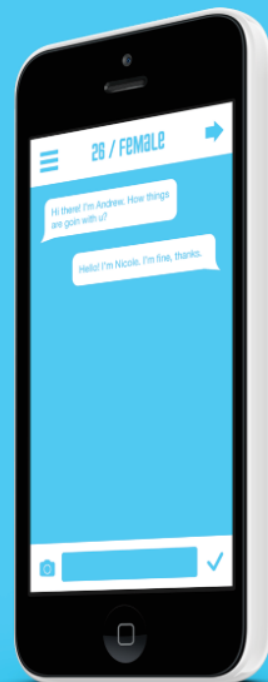 26 / Female
Hi there! I'm Andrew. How things
are goin with u?
Hello! I'm Nicole. I'm fine, thanks.